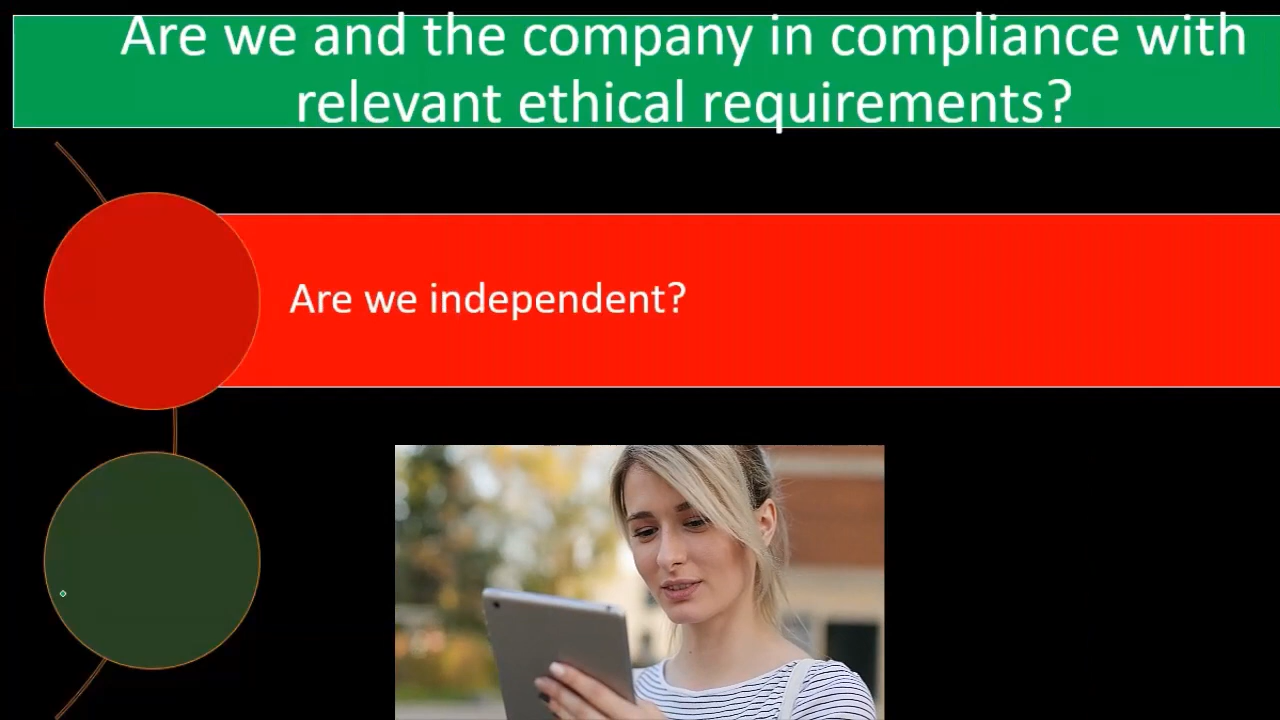 Are we and the company in compliance with
relevant ethical requirements?
Are we independent?